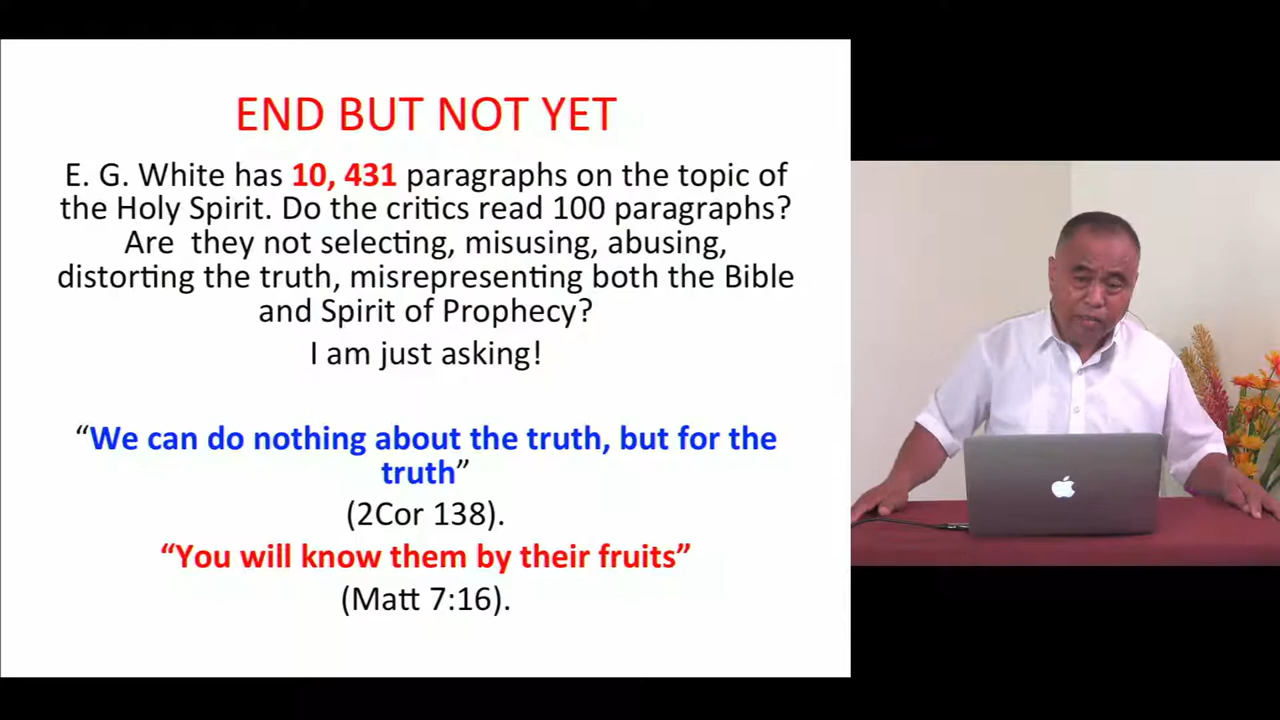 END BUT NOT YET
E. G. White has 10, 431 paragraphs on the topic of
the Holy Spirit. Do the critics read 100 paragraphs?
Are  they not selecting, misusing, abusing,
distorting the truth, misrepresenting both the Bible
and Spirit of Prophecy?
I am just asking!
“We can do nothing about the truth, but for the
truth”
(2Cor 138).
“You will know them by their fruits”
(Matt 7:16).